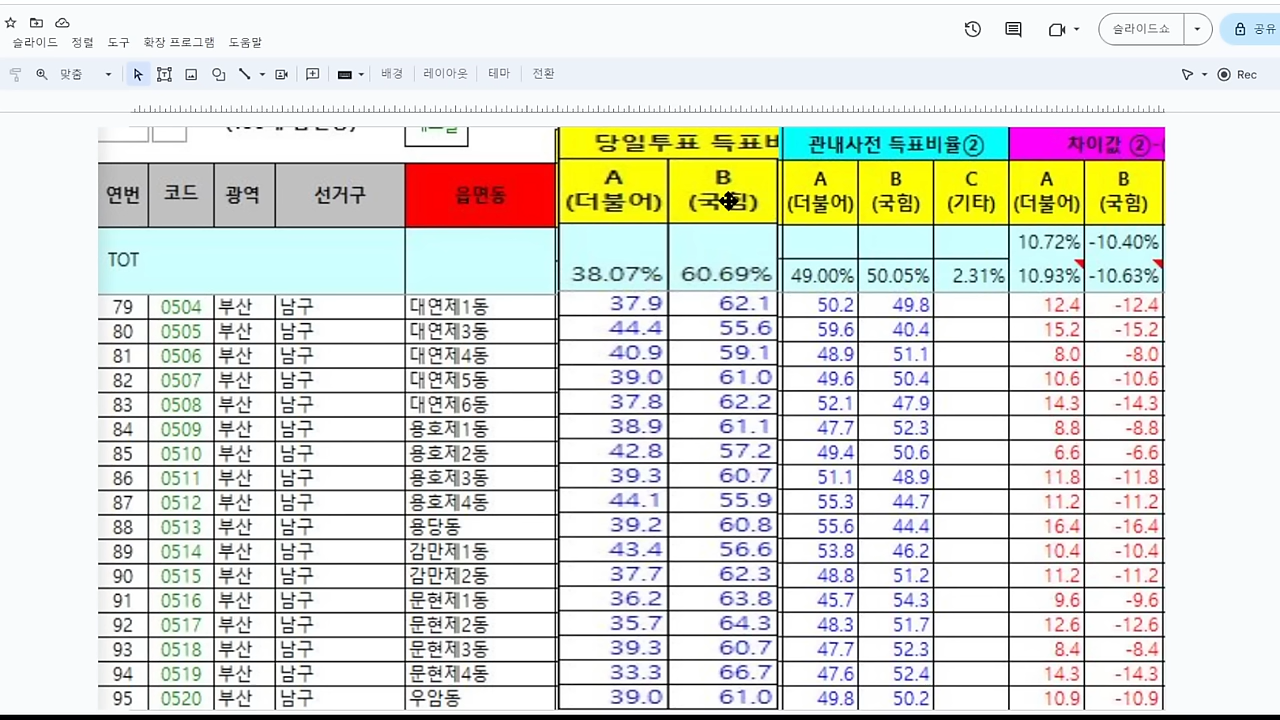 슬라이드 정렬 도구 확장 프로그램 도움말
슬라이드쇼 공유
맞춤 배경 레이아웃 테마 전환 Rec
당일투표 관내사전 득표비율② 차이값 ②-
연번 코드 광역 선거구 읍면동 A (더불어) B (국힘) A (더불어) B (국힘) C (기타) A (더불어) B (국힘)
10.72% -10.40%
TOT 38.07% 60.69% 49.00% 50.05% 2.31% 10.93% -10.63%
79 0504 부산 남구 대연제1동 37.9 62.1 50.2 49.8 12.4 -12.4
80 0505 부산 남구 대연제3동 44.4 55.6 59.6 40.4 15.2 -15.2
81 0506 부산 남구 대연제4동 40.9 59.1 48.9 51.1 8.0 -8.0
82 0507 부산 남구 대연제5동 39.0 61.0 49.6 50.4 10.6 -10.6
83 0508 부산 남구 대연제6동 37.8 62.2 52.1 47.9 14.3 -14.3
84 0509 부산 남구 용호제1동 38.9 61.1 47.7 52.3 8.8 -8.8
85 0510 부산 남구 용호제2동 42.8 57.2 49.4 50.6 6.6 -6.6
86 0511 부산 남구 용호제3동 39.3 60.7 51.1 48.9 11.8 -11.8
87 0512 부산 남구 용호제4동 44.1 55.9 55.3 44.7 11.2 -11.2
88 0513 부산 남구 용당동 39.2 60.8 55.6 44.4 16.4 -16.4
89 0514 부산 남구 감만제1동 43.4 56.6 53.8 46.2 10.4 -10.4
90 0515 부산 남구 감만제2동 37.7 62.3 48.8 51.2 11.2 -11.2
91 0516 부산 남구 문현제1동 36.2 63.8 45.7 54.3 9.6 -9.6
92 0517 부산 남구 문현제2동 35.7 64.3 48.3 51.7 12.6 -12.6
93 0518 부산 남구 문현제3동 39.3 60.7 47.7 52.3 8.4 -8.4
94 0519 부산 남구 문현제4동 33.3 66.7 47.6 52.4 14.3 -14.3
95 0520 부산 남구 우암동 39.0 61.0 49.8 50.2 10.9 -10.9